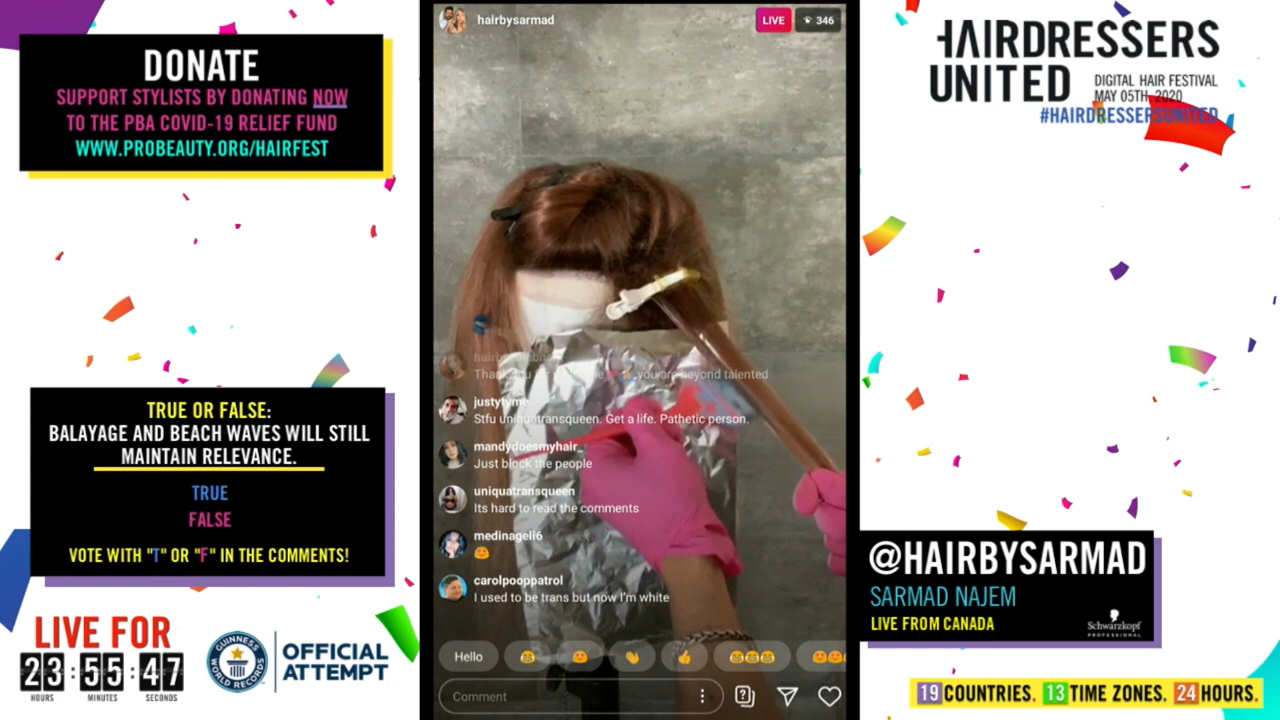 DONATE
SUPPORT STYLISTS BY DONATING NOW
TO THE PBA COVID-19 RELIEF FUND
WWW.PROBEAUTY.ORG/HAIRFEST
TRUE OR FALSE:
BALAYAGE AND BEACH WAVES WILL STILL
MAINTAIN RELEVANCE.
TRUE
FALSE
VOTE WITH "T" OR "F" IN THE COMMENTS!
LIVE FOR
23:55:47
HOURS MINUTES SECONDS
GUINNESS WORLD RECORDS
OFFICIAL
ATTEMPT
hairbysarmad
LIVE
346
Thank you you are beyond talented
justytyme
Stfu uniquatransqueen. Get a life. Pathetic person.
mandydoesmyhair_
Just block the people
uniquatransqueen
Its hard to read the comments
medinageli6
carolpooppatrol
I used to be trans but now I'm white
Hello
Comment
HAIRDRESSERS
UNITED
DIGITAL HAIR FESTIVAL
MAY 05TH, 2020
#HAIRDRESSERSUNITED
@HAIRBYSARMAD
SARMAD NAJEM
LIVE FROM CANADA
Schwarzkopf
PROFESSIONAL
19 COUNTRIES. 13 TIME ZONES. 24 HOURS.